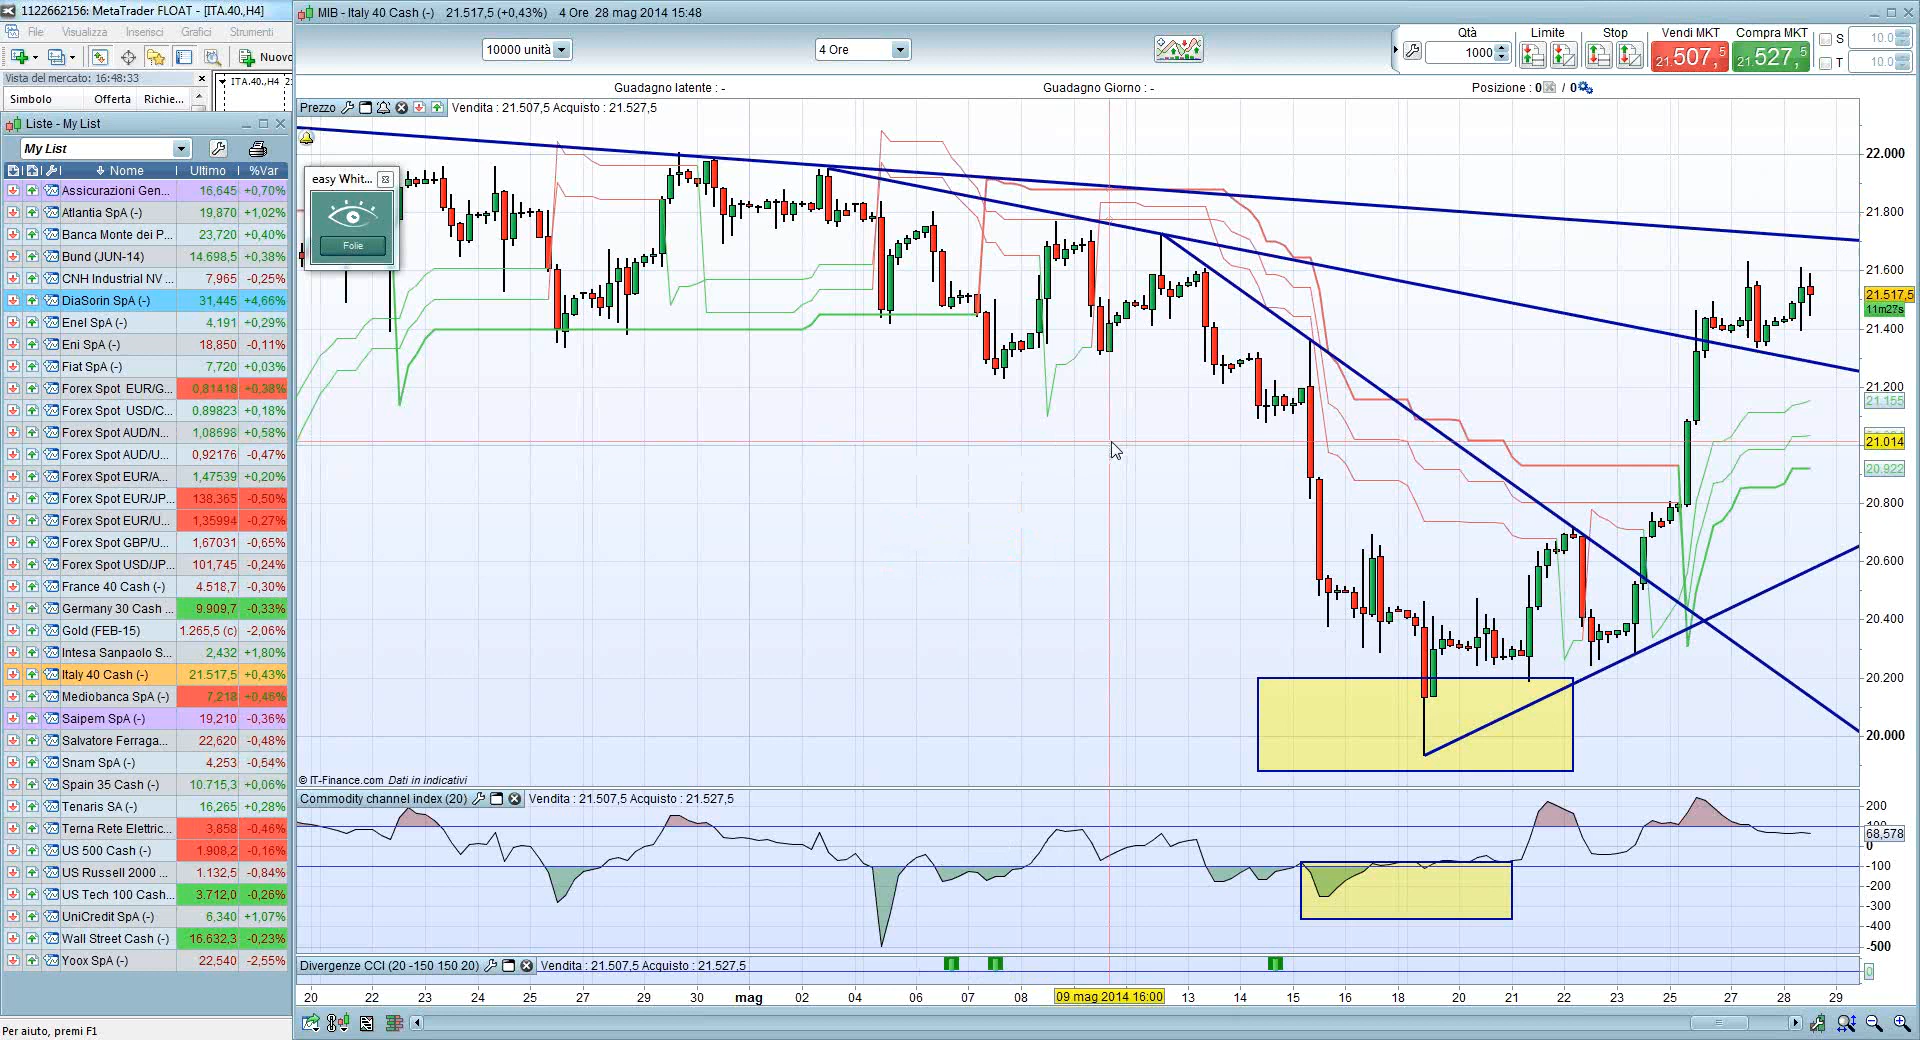 1122662156: MetaTrader FLOAT - [ITA.40.,H4]
File Visualizza Inserisci Grafici Strumenti
Nuovo
Vista del mercato: 16:48:33
Simbolo Offerta Richie...
ITA.40.,H4
Liste - My List
My List
Nome Ultimo %Var
Assicurazioni Gen... 16,645 +0,70%
Atlantia SpA (-) 19,870 +1,02%
Banca Monte dei P... 23,720 +0,40%
Bund (JUN-14) 14.698,5 +0,38%
CNH Industrial NV ... 7,965 -0,25%
DiaSorin SpA (-) 31,445 +4,66%
Enel SpA (-) 4.191 +0,29%
Eni SpA (-) 18,850 -0,11%
Fiat SpA (-) 7,720 +0,03%
Forex Spot EUR/G... 0,81418 +0,38%
Forex Spot USD/C... 0,89823 +0,18%
Forex Spot AUD/N... 1,08698 +0,58%
Forex Spot AUD/U... 0,92176 -0,47%
Forex Spot EUR/A... 1,47539 +0,20%
Forex Spot EUR/JP... 138,365 -0,50%
Forex Spot EUR/U... 1,35994 -0,27%
Forex Spot GBP/U... 1,67031 -0,65%
Forex Spot USD/JP... 101,745 -0,24%
France 40 Cash (-) 4.518,7 -0,30%
Germany 30 Cash ... 9.909,7 -0,33%
Gold (FEB-15) 1.265,5 (c) -2,06%
Intesa Sanpaolo S... 2,432 +1,80%
Italy 40 Cash (-) 21.517,5 +0,43%
Mediobanca SpA (-) 7,218 +0,46%
Saipem SpA (-) 19,210 -0,36%
Salvatore Ferraga... 22,620 -0,48%
Snam SpA (-) 4,253 -0,54%
Spain 35 Cash (-) 10.715,3 +0,06%
Tenaris SA (-) 16,265 +0,28%
Terna Rete Elettric... 3,858 -0,46%
US 500 Cash (-) 1.908,2 -0,16%
US Russell 2000 ... 1.132,5 -0,84%
US Tech 100 Cash... 3.712,0 -0,26%
UniCredit SpA (-) 6,340 +1,07%
Wall Street Cash (-) 16.632,3 -0,23%
Yoox SpA (-) 22,540 -2,55%
Per aiuto, premi F1
MIB - Italy 40 Cash (-) 21.517,5 (+0,43%) 4 Ore 28 mag 2014 15:48
10000 unità 4 Ore
Qtà Limite Stop Vendi MKT Compra MKT
1000 21.507,5 21.527,5
S 10.0
T 10.0
Guadagno latente : - Guadagno Giorno : - Posizione : 0 / 0
Prezzo Vendita : 21.507,5 Acquisto : 21.527,5
easy Whit...
Folie
22.000
21.800
21.600
21.517,5
11m27s
21.400
21.200
21.155
21.014
20.922
20.800
20.600
20.400
20.200
20.000
© IT-Finance.com Dati in indicativi
Commodity channel index (20) Vendita : 21.507,5 Acquisto : 21.527,5
200
100
68,578
0
-100
-200
-300
-400
-500
Divergenze CCI (20 -150 150 20) Vendita : 21.507,5 Acquisto : 21.527,5
0
20 22 23 24 25 27 28 29 30 mag 02 04 06 07 08 09 mag 2014 16:00 13 14 15 16 18 20 21 22 23 25 27 28 29